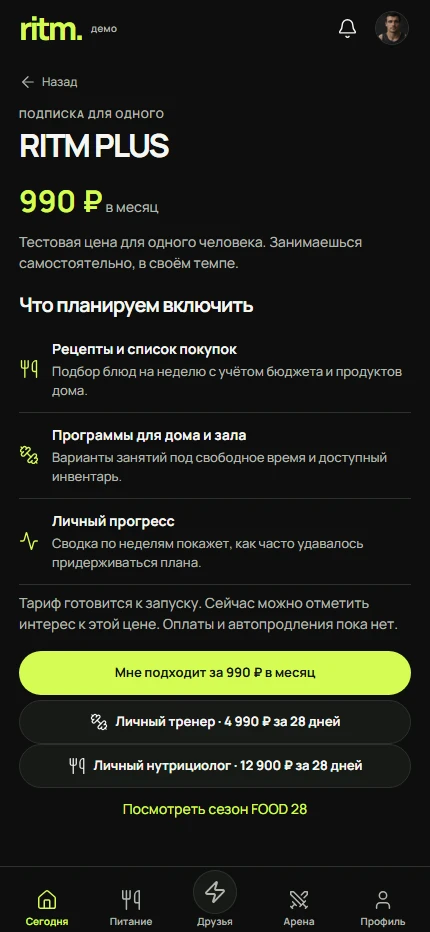 ritm. демо
Назад
ПОДПИСКА ДЛЯ ОДНОГО
RITM PLUS
990 ₽ в месяц
Тестовая цена для одного человека. Занимаешься
самостоятельно, в своём темпе.
Что планируем включить
Рецепты и список покупок
Подбор блюд на неделю с учётом бюджета и продуктов
дома.
Программы для дома и зала
Варианты занятий под свободное время и доступный
инвентарь.
Личный прогресс
Сводка по неделям покажет, как часто удавалось
придерживаться плана.
Тариф готовится к запуску. Сейчас можно отметить
интерес к этой цене. Оплаты и автопродления пока нет.
Мне подходит за 990 ₽ в месяц
Личный тренер · 4 990 ₽ за 28 дней
Личный нутрициолог · 12 900 ₽ за 28 дней
Посмотреть сезон FOOD 28
Сегодня Питание Друзья Арена Профиль